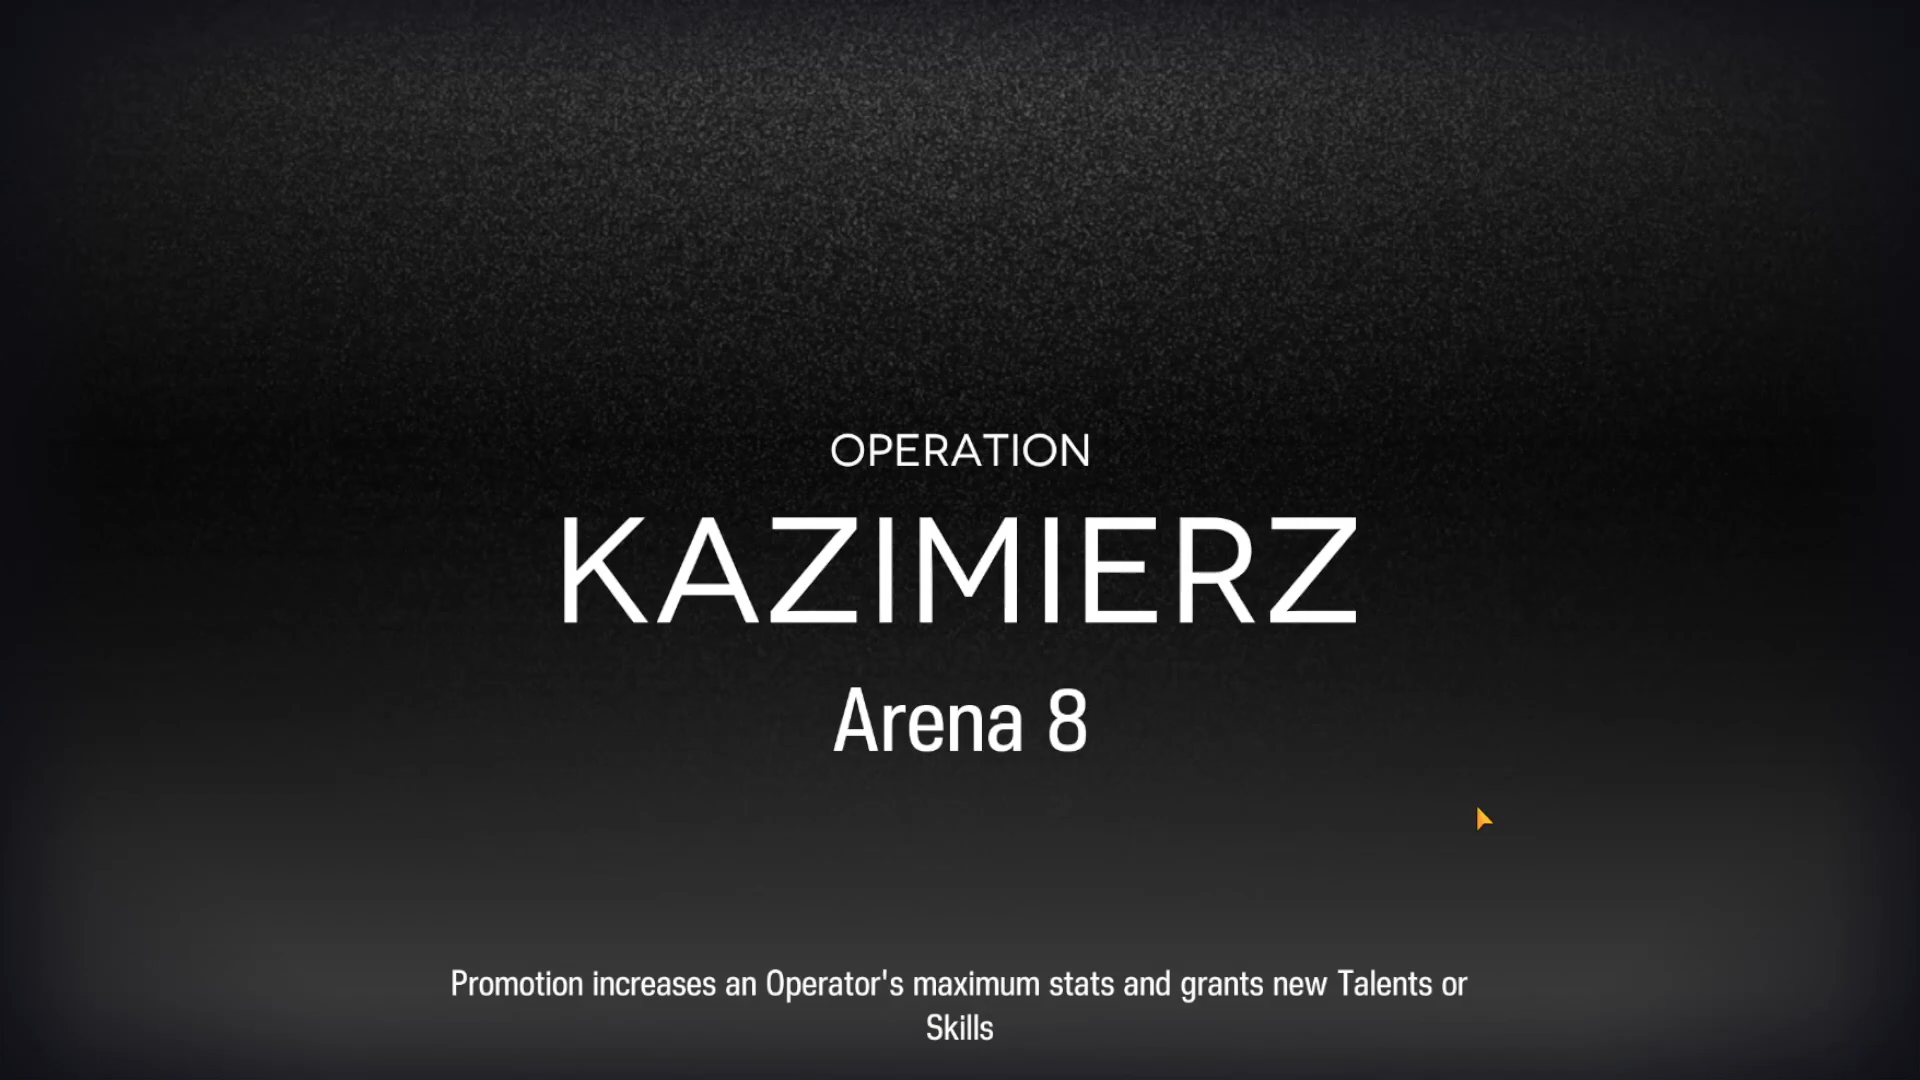 OPERATION
KAZIMIERZ
Arena 8
Promotion increases an Operator's maximum stats and grants new Talents or
Skills